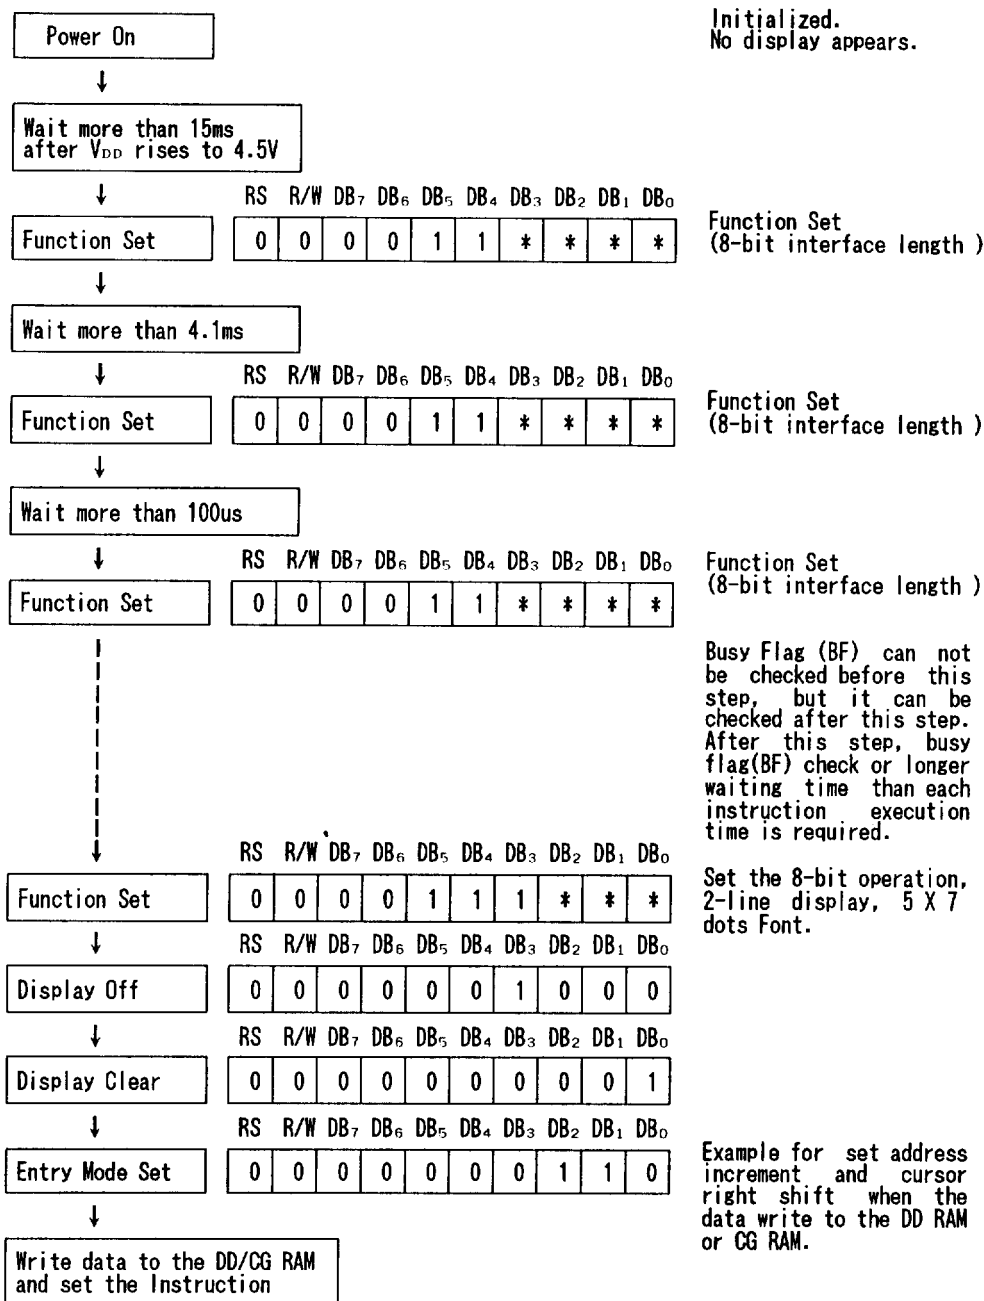 Power On
Initialized.
No display appears.
↓
Wait more than 15ms
after VDD rises to 4.5V
↓
RS R/W DB₇ DB₆ DB₅ DB₄ DB₃ DB₂ DB₁ DB₀
Function Set 0 0 0 0 1 1 * * * *
Function Set
(8-bit interface length )
↓
Wait more than 4.1ms
↓
RS R/W DB₇ DB₆ DB₅ DB₄ DB₃ DB₂ DB₁ DB₀
Function Set 0 0 0 0 1 1 * * * *
Function Set
(8-bit interface length )
↓
Wait more than 100us
↓
RS R/W DB₇ DB₆ DB₅ DB₄ DB₃ DB₂ DB₁ DB₀
Function Set 0 0 0 0 1 1 * * * *
Function Set
(8-bit interface length )
Busy Flag (BF) can not
be checked before this
step, but it can be
checked after this step.
After this step, busy
flag(BF) check or longer
waiting time than each
instruction execution
time is required.
RS R/W DB₇ DB₆ DB₅ DB₄ DB₃ DB₂ DB₁ DB₀
Function Set 0 0 0 0 1 1 1 * * *
Set the 8-bit operation,
2-line display, 5 X 7
dots Font.
↓
RS R/W DB₇ DB₆ DB₅ DB₄ DB₃ DB₂ DB₁ DB₀
Display Off 0 0 0 0 0 0 1 0 0 0
↓
RS R/W DB₇ DB₆ DB₅ DB₄ DB₃ DB₂ DB₁ DB₀
Display Clear 0 0 0 0 0 0 0 0 0 1
↓
RS R/W DB₇ DB₆ DB₅ DB₄ DB₃ DB₂ DB₁ DB₀
Entry Mode Set 0 0 0 0 0 0 0 1 1 0
Example for set address
increment and cursor
right shift when the
data write to the DD RAM
or CG RAM.
↓
Write data to the DD/CG RAM
and set the Instruction